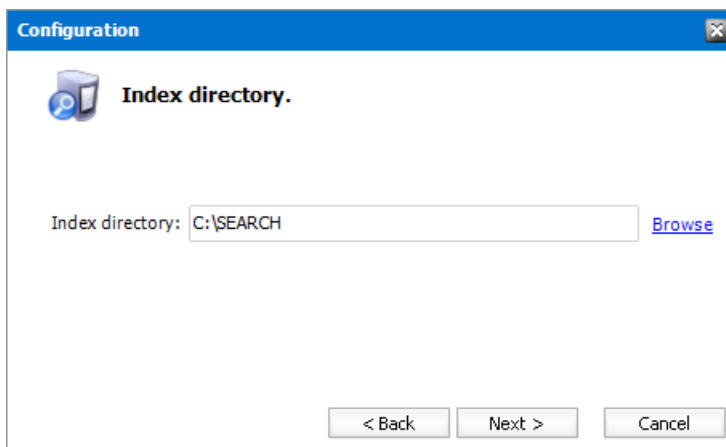 Configuration
Index directory.
Index directory: C:\SEARCH Browse
< Back Next > Cancel